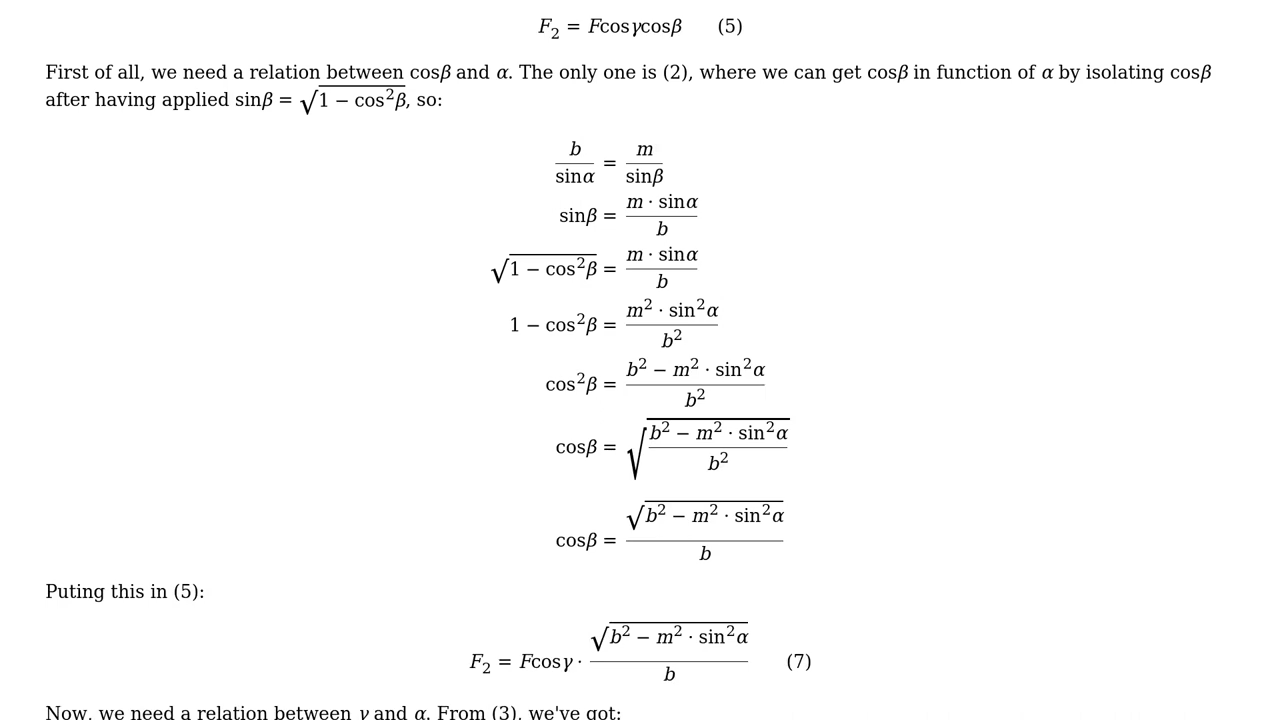 F₂ = Fcosγcosβ (5)
First of all, we need a relation between cosβ and α. The only one is (2), where we can get cosβ in function of α by isolating cosβ
after having applied sinβ = √(1 − cos²β), so:
b/sinα = m/sinβ
sinβ = (m · sinα)/b
√(1 − cos²β) = (m · sinα)/b
1 − cos²β = (m² · sin²α)/b²
cos²β = (b² − m² · sin²α)/b²
cosβ = √((b² − m² · sin²α)/b²)
cosβ = √(b² − m² · sin²α)/b
Puting this in (5):
F₂ = Fcosγ · √(b² − m² · sin²α)/b (7)
Now, we need a relation between γ and α. From (3), we've got: